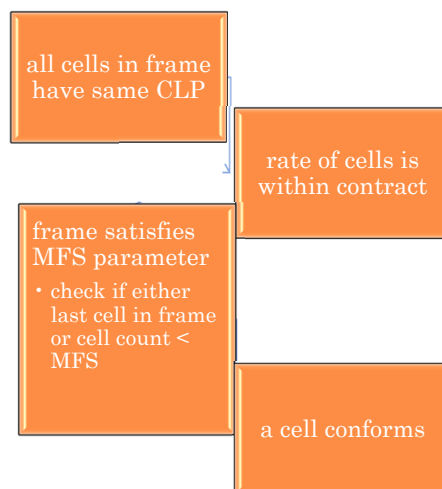 all cells in frame
have same CLP
rate of cells is
within contract
frame satisfies
MFS parameter
• check if either
last cell in frame
or cell count <
MFS
a cell conforms